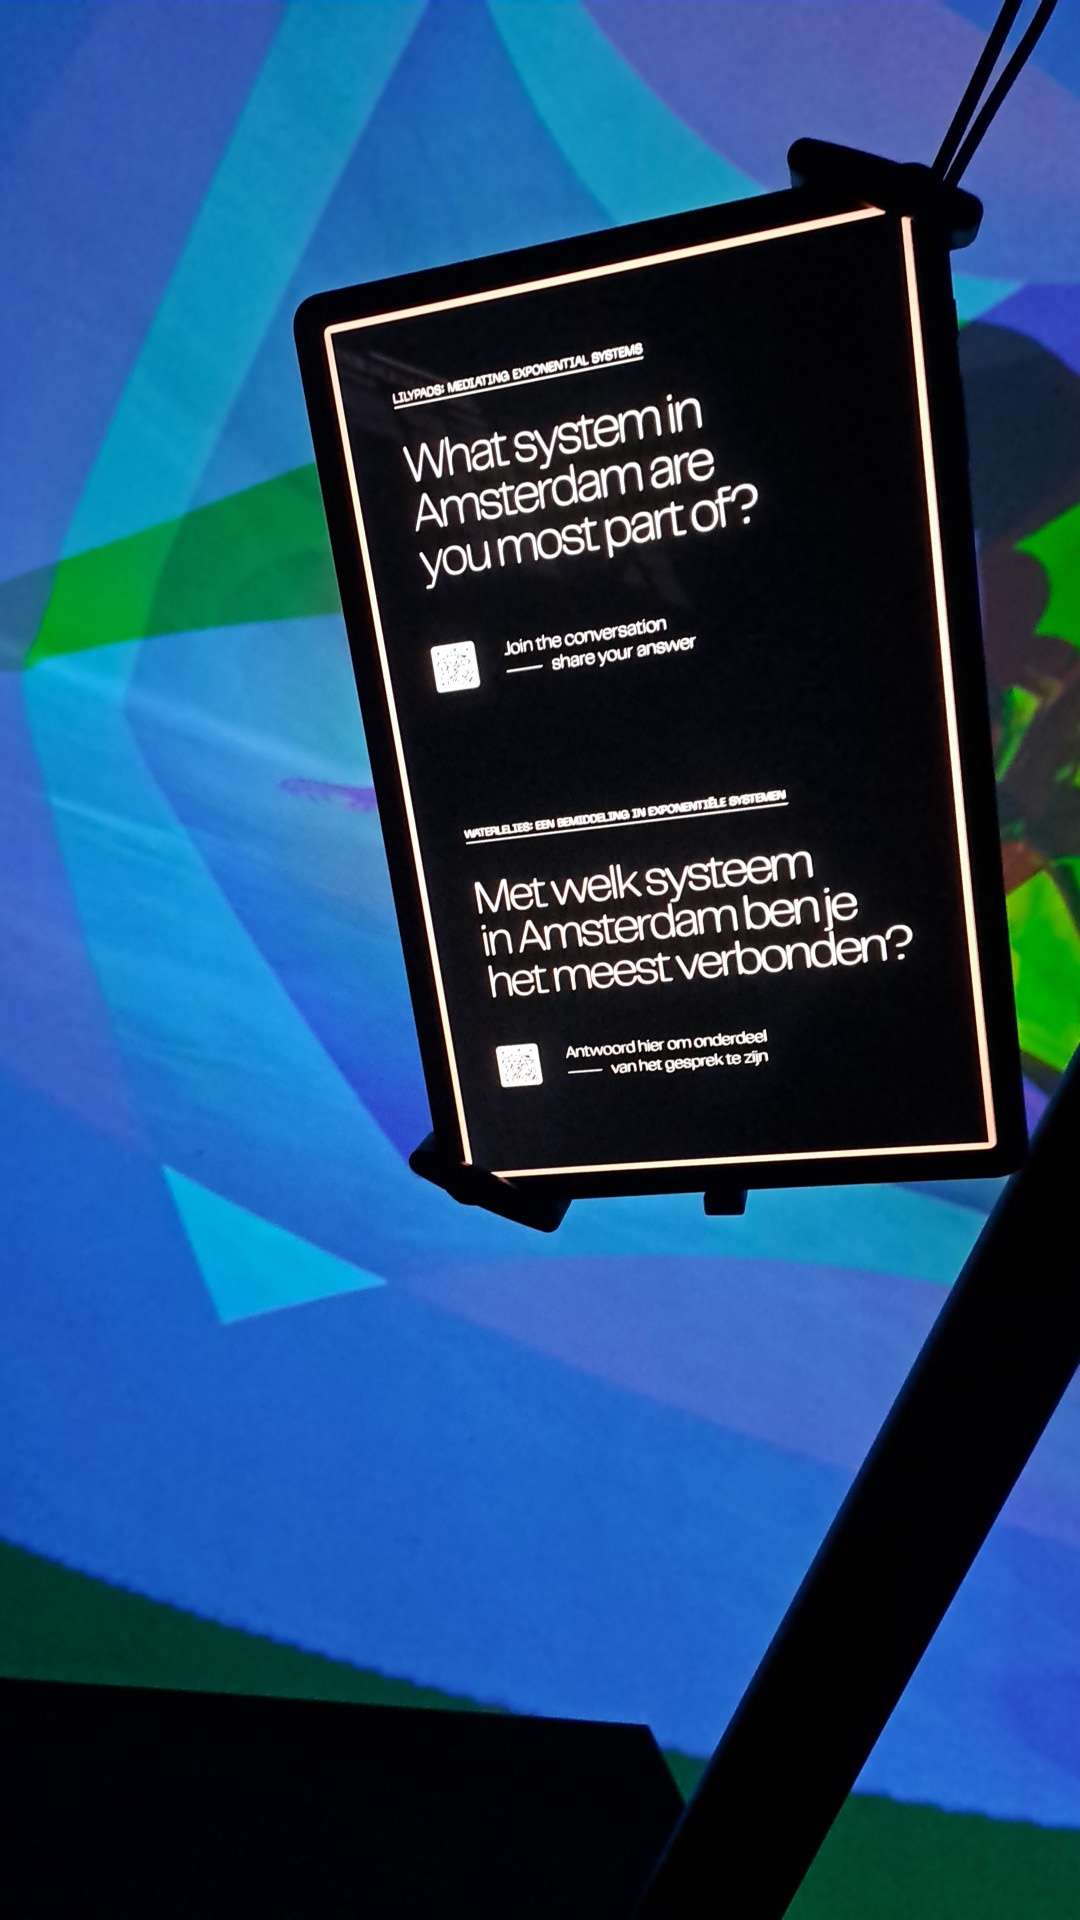 LILYPADS: MEDIATING EXPONENTIAL SYSTEMS
What system in
Amsterdam are
you most part of?
Join the conversation
—— share your answer
WATERLELIES: EEN BEMIDDELING IN EXPONENTIËLE SYSTEMEN
Met welk systeem
in Amsterdam ben je
het meest verbonden?
Antwoord hier om onderdeel
—— van het gesprek te zijn